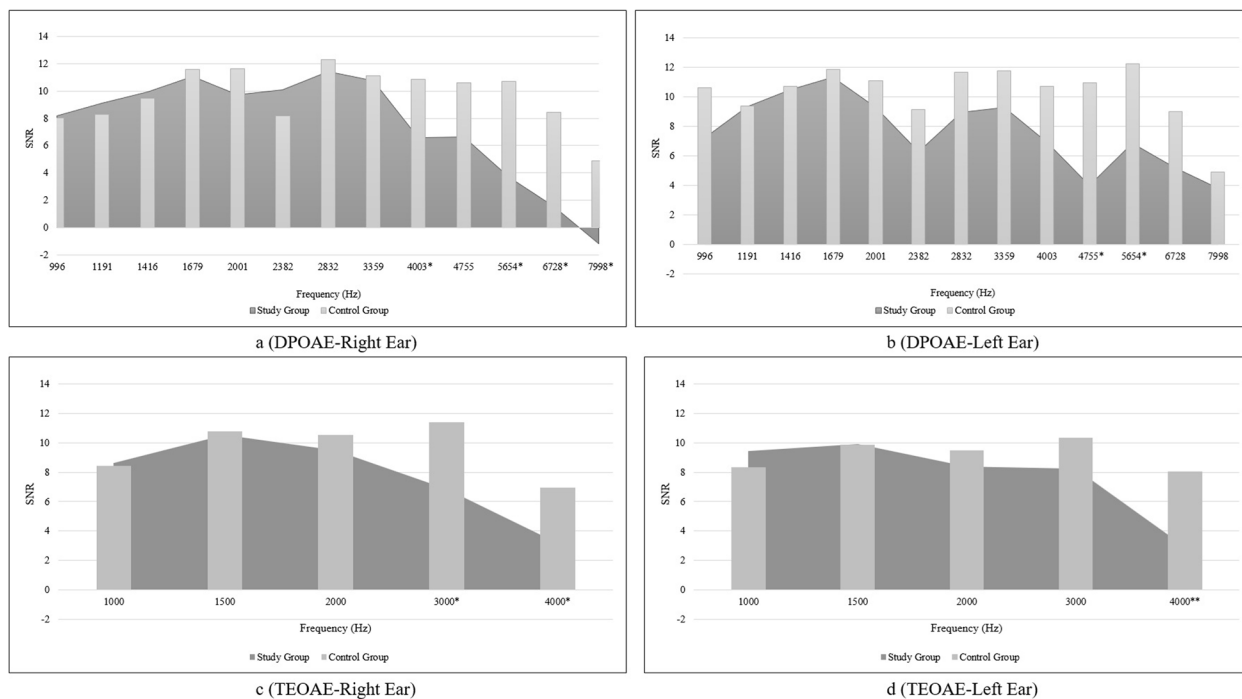 14
12
10
8
6
4
2
0
-2
SNR
996 1191 1416 1679 2001 2382 2832 3359 4003* 4755 5654* 6728* 7998*
Frequency (Hz)
Study Group Control Group
a (DPOAE-Right Ear)
14
12
10
8
6
4
2
0
-2
SNR
996 1191 1416 1679 2001 2382 2832 3359 4003 4755* 5654* 6728 7998
Frequency (Hz)
Study Group Control Group
b (DPOAE-Left Ear)
14
12
10
8
6
4
2
0
-2
SNR
1000 1500 2000 3000* 4000*
Frequency (Hz)
Study Group Control Group
c (TEOAE-Right Ear)
14
12
10
8
6
4
2
0
-2
SNR
1000 1500 2000 3000 4000**
Frequency (Hz)
Study Group Control Group
d (TEOAE-Left Ear)